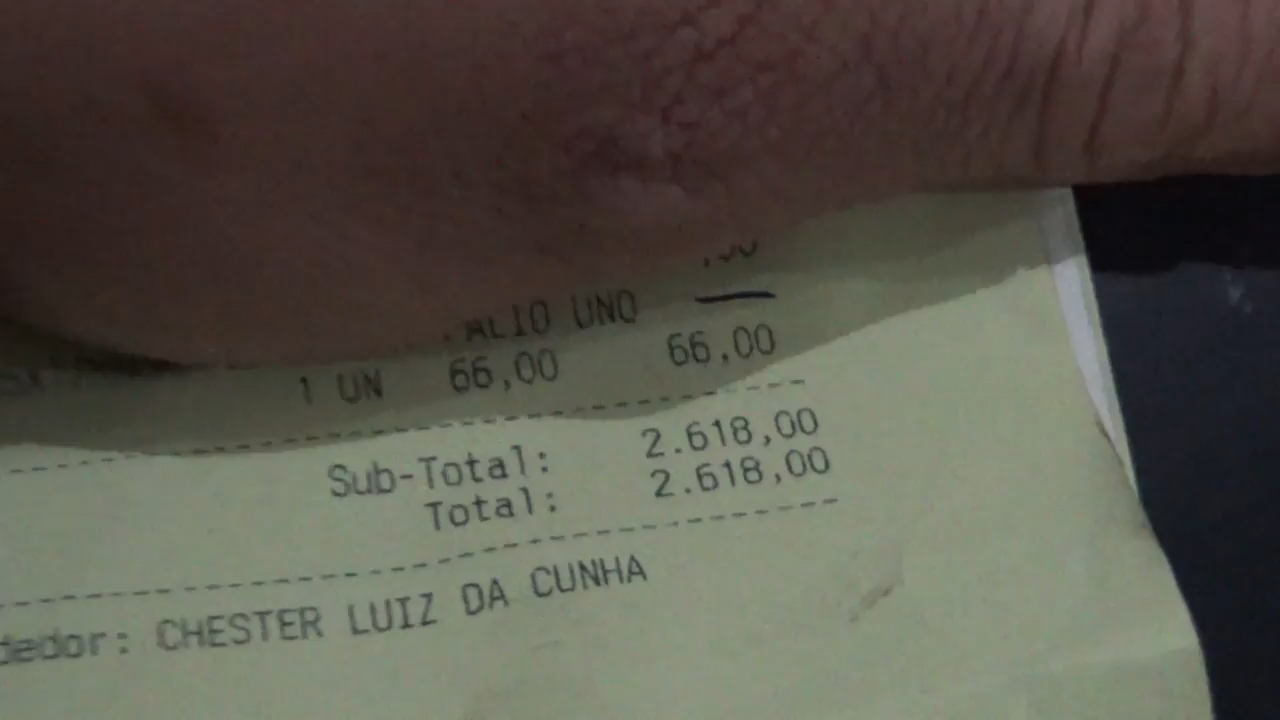 UNO
1 UN 66,00 66,00
Sub-Total: 2.618,00
Total: 2.618,00
CHESTER LUIZ DA CUNHA